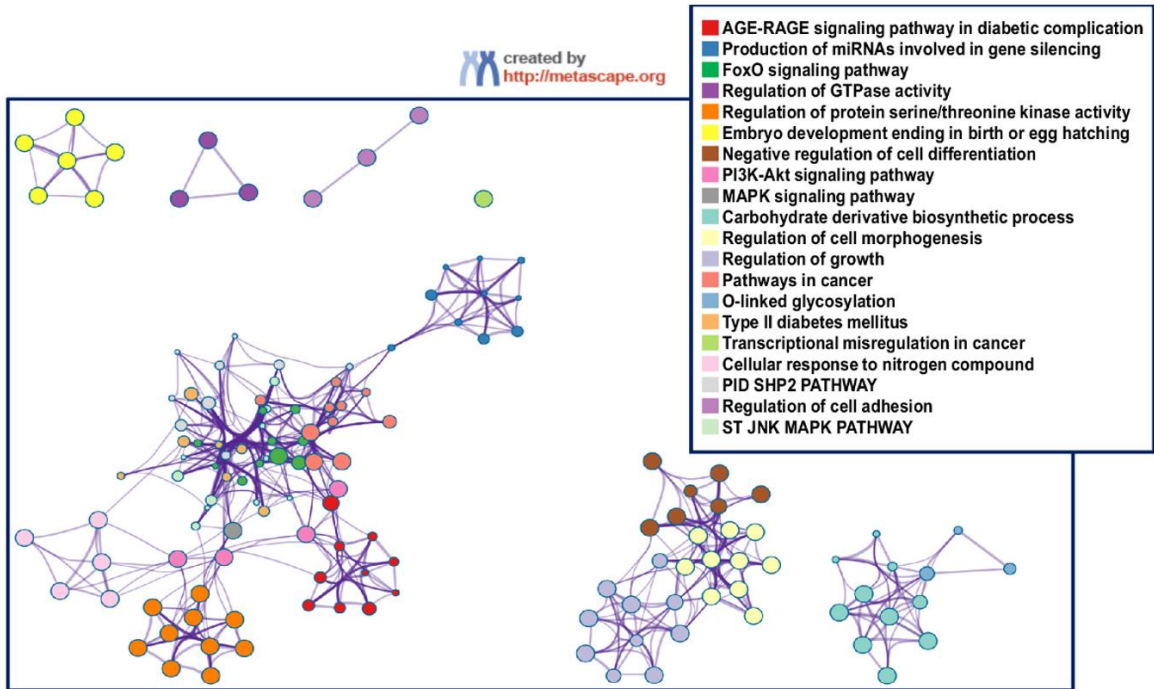 created by
http://metascape.org
AGE-RAGE signaling pathway in diabetic complication
Production of miRNAs involved in gene silencing
FoxO signaling pathway
Regulation of GTPase activity
Regulation of protein serine/threonine kinase activity
Embryo development ending in birth or egg hatching
Negative regulation of cell differentiation
PI3K-Akt signaling pathway
MAPK signaling pathway
Carbohydrate derivative biosynthetic process
Regulation of cell morphogenesis
Regulation of growth
Pathways in cancer
O-linked glycosylation
Type II diabetes mellitus
Transcriptional misregulation in cancer
Cellular response to nitrogen compound
PID SHP2 PATHWAY
Regulation of cell adhesion
ST JNK MAPK PATHWAY